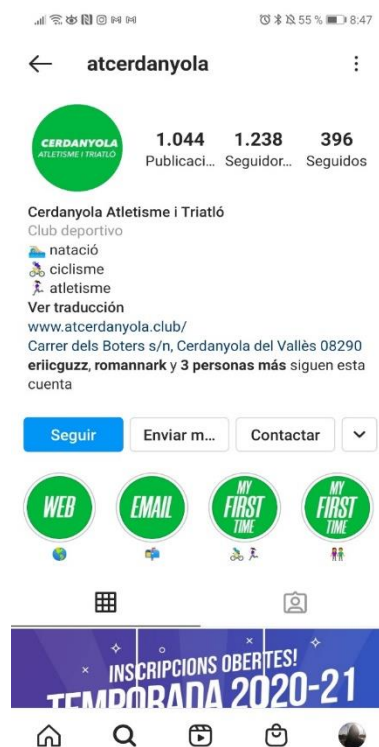 55 % 8:47
atcerdanyola
CERDANYOLA
ATLETISME I TRIATLÓ
1.044 1.238 396
Publicaci... Seguidor... Seguidos
Cerdanyola Atletisme i Triatló
Club deportivo
natació
ciclisme
atletisme
Ver traducción
www.atcerdanyola.club/
Carrer dels Boters s/n, Cerdanyola del Vallès 08290
eriicguzz, romannark y 3 personas más siguen esta
cuenta
Seguir Enviar m... Contactar
WEB EMAIL MY FIRST TIME MY FIRST TIME
INSCRIPCIONS OBERTES!
TEMPORADA 2020-21